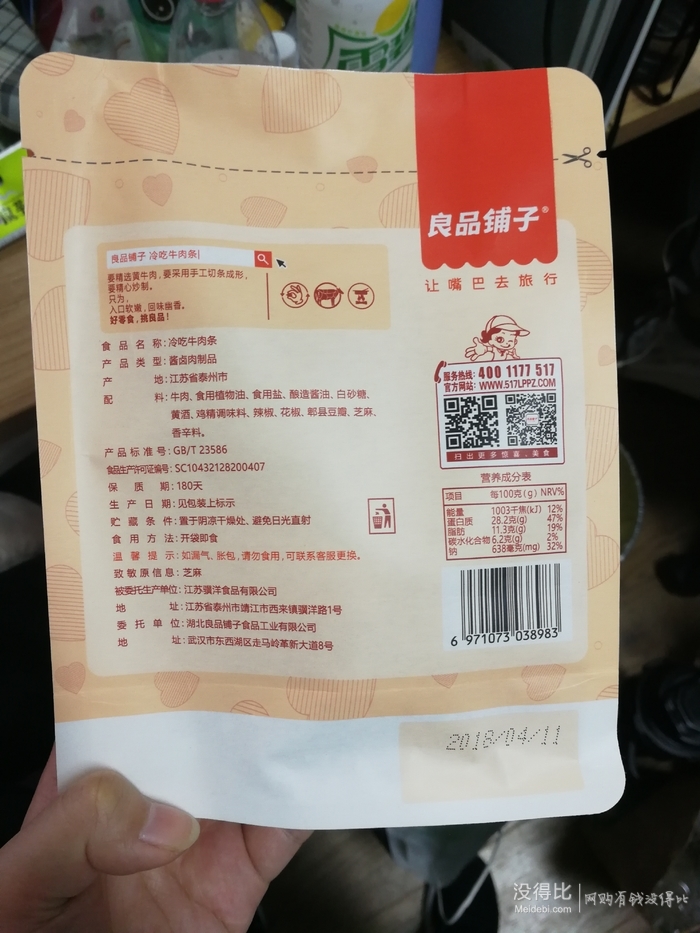 良品铺子®
让嘴巴去旅行
良品铺子 冷吃牛肉条
要精选黄牛肉,要采用手工切条成形,
要精心炒制。
只为,
入口软嫩,回味幽香。
好零食,挑良品!
食品名称:冷吃牛肉条
产品类型:酱卤肉制品
产地:江苏省泰州市
配料:牛肉、食用植物油、食用盐、酿造酱油、白砂糖、
黄酒、鸡精调味料、辣椒、花椒、郫县豆瓣、芝麻、
香辛料。
产品标准号:GB/T 23586
食品生产许可证编号:SC10432128200407
保质期:180天
生产日期:见包装上标示
贮藏条件:置于阴凉干燥处、避免日光直射
食用方法:开袋即食
温馨提示:如漏气、胀包,请勿食用,可联系客服更换。
致敏原信息:芝麻
被委托生产单位:江苏骥洋食品有限公司
地址:江苏省泰州市靖江市西来镇骥洋路1号
委托单位:湖北良品铺子食品工业有限公司
地址:武汉市东西湖区走马岭革新大道8号
服务热线:400 1177 517
官方网站:WWW.517LPPZ.COM
扫出更多惊喜,美食
营养成分表
项目 每100克(g) NRV%
能量 1003千焦(kJ) 12%
蛋白质 28.2克(g) 47%
脂肪 11.3克(g) 19%
碳水化合物 6.2克(g) 2%
钠 638毫克(mg) 32%
6 971073 038983
2018/04/11
没得比
Meidebi.com
网购有钱没得比